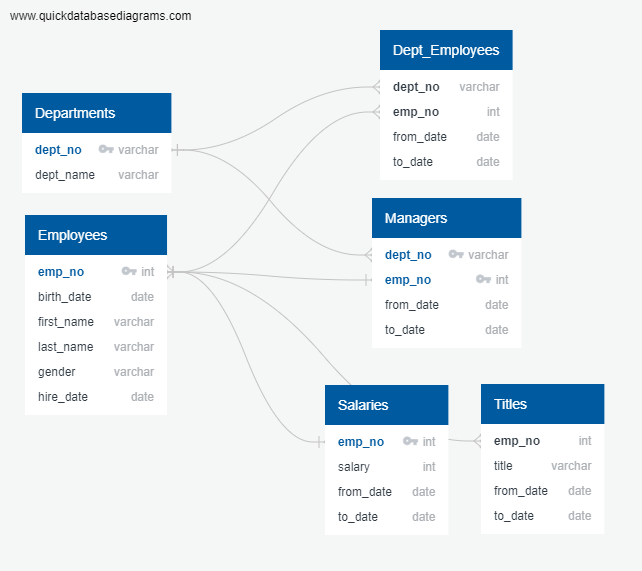 www.quickdatabasediagrams.com
Departments
dept_no varchar
dept_name varchar
Employees
emp_no int
birth_date date
first_name varchar
last_name varchar
gender varchar
hire_date date
Dept_Employees
dept_no varchar
emp_no int
from_date date
to_date date
Managers
dept_no varchar
emp_no int
from_date date
to_date date
Salaries
emp_no int
salary int
from_date date
to_date date
Titles
emp_no int
title varchar
from_date date
to_date date